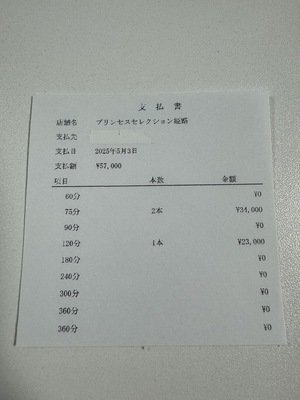 支払書
店舗名 プリンセスセレクション姫路
支払先
支払日 2025年5月3日
支払額 ¥57,000
項目 本数 金額
60分 ¥0
75分 2本 ¥34,000
90分 ¥0
120分 1本 ¥23,000
180分 ¥0
240分 ¥0
300分 ¥0
360分 ¥0
360分 ¥0